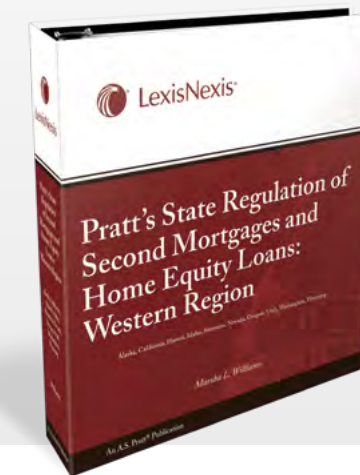 LexisNexis®
Pratt's State Regulation of
Second Mortgages and
Home Equity Loans:
Western Region
Alaska, California, Hawaii, Idaho, Montana, Nevada, Oregon, Utah, Washington, Wyoming
Marsha L. Williams
An A.S. Pratt® Publication
LexisNexis